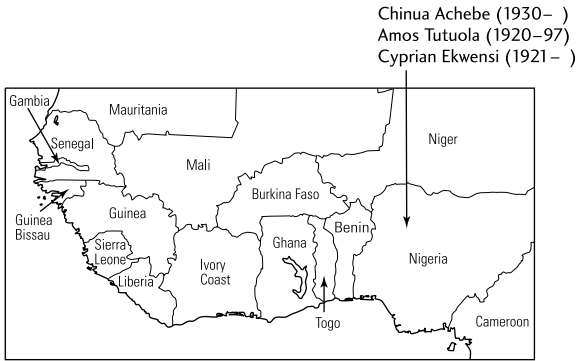 Chinua Achebe (1930– )
Amos Tutuola (1920–97)
Cyprian Ekwensi (1921– )
Gambia
Mauritania
Senegal
Niger
Mali
Burkina Faso
Guinea
Guinea
Bissau
Benin
Ghana
Sierra
Leone
Ivory
Coast
Nigeria
Liberia
Togo
Cameroon